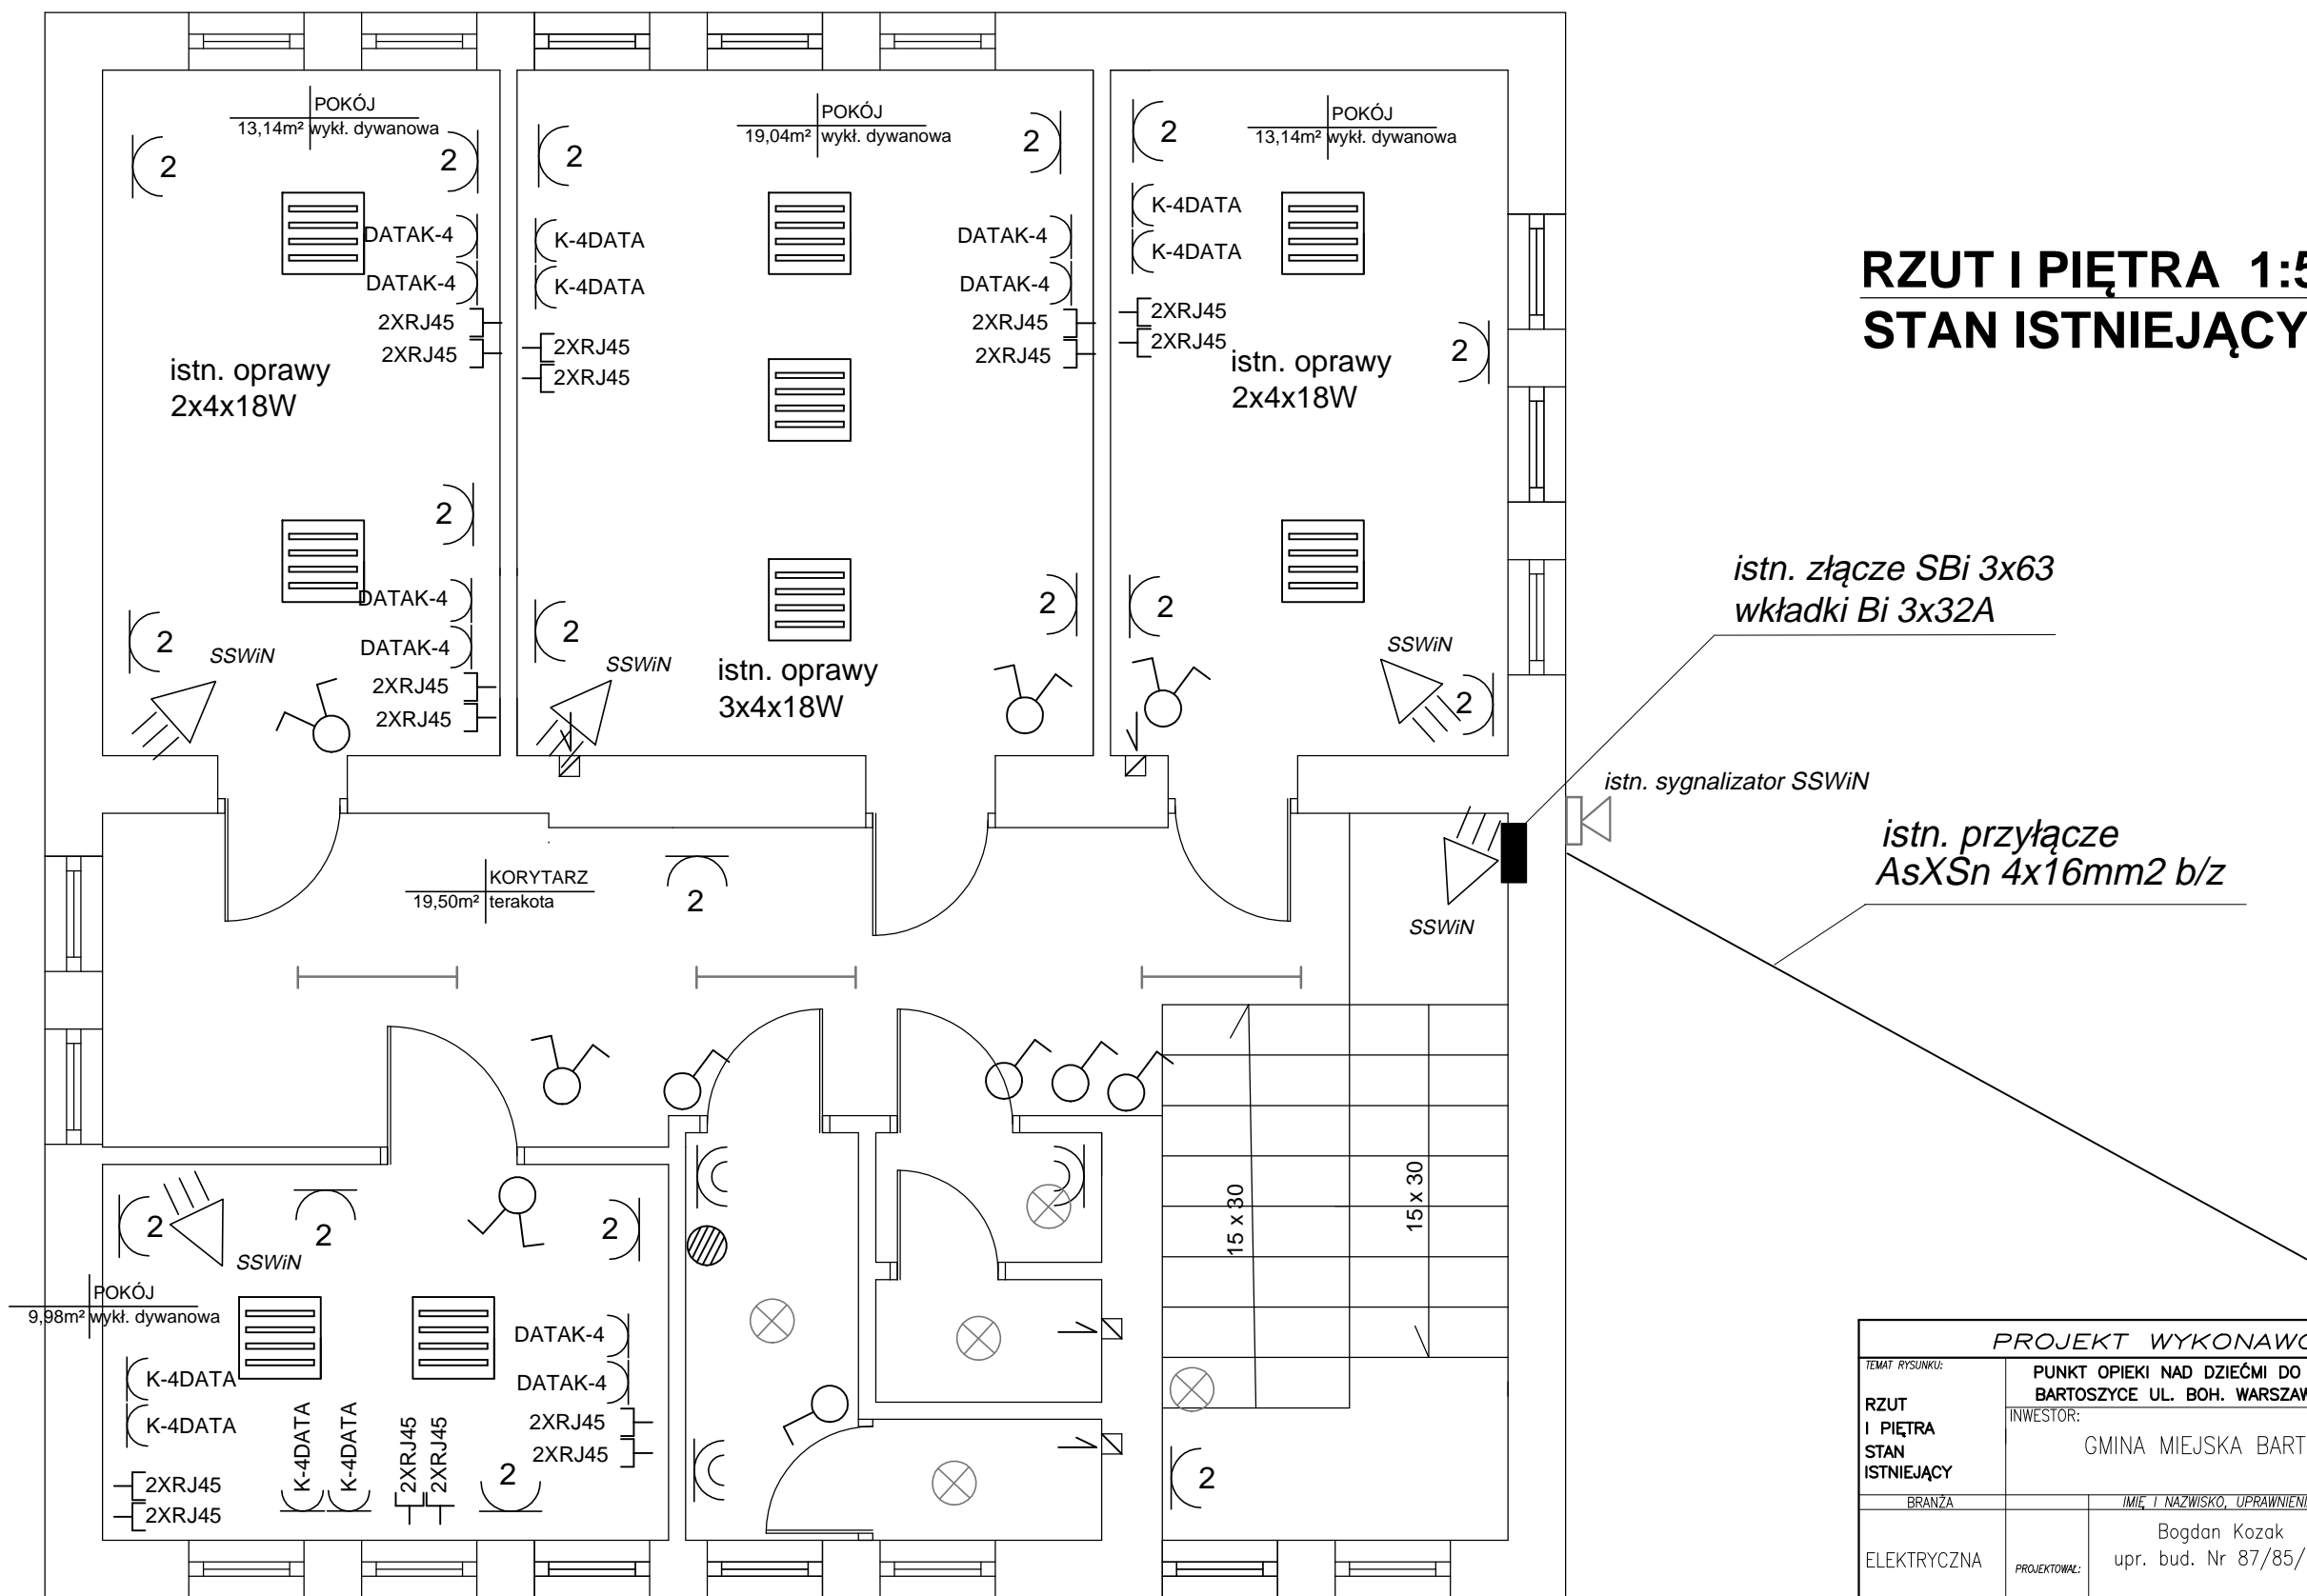 POKÓJ
13,14m² wykł. dywanowa
2
2
DATAK-4
DATAK-4
2XRJ45
2XRJ45
istn. oprawy
2x4x18W
2
DATAK-4
DATAK-4
2XRJ45
2XRJ45
2
SSWiN
POKÓJ
19,04m² wykł. dywanowa
2
2
K-4DATA
K-4DATA
2XRJ45
2XRJ45
DATAK-4
DATAK-4
2XRJ45
2XRJ45
2
SSWiN
2
istn. oprawy
3x4x18W
POKÓJ
13,14m² wykł. dywanowa
2
K-4DATA
K-4DATA
2XRJ45
2XRJ45
istn. oprawy
2x4x18W
2
2
SSWiN
2
RZUT I PIĘTRA 1:5
STAN ISTNIEJĄCY
istn. złącze SBi 3x63
wkładki Bi 3x32A
istn. sygnalizator SSWiN
istn. przyłącze
AsXSn 4x16mm2 b/z
KORYTARZ
19,50m² terakota
2
SSWiN
15 x 30
15 x 30
2
2
SSWiN
2
2
POKÓJ
9,98m² wykł. dywanowa
K-4DATA
K-4DATA
2XRJ45
2XRJ45
K-4DATA
K-4DATA
2XRJ45
2XRJ45
2
DATAK-4
DATAK-4
2XRJ45
2XRJ45
PROJEKT WYKONAWC
TEMAT RYSUNKU:
RZUT
I PIĘTRA
STAN
ISTNIEJĄCY
PUNKT OPIEKI NAD DZIEĆMI DO
BARTOSZYCE UL. BOH. WARSZAW
INWESTOR:
GMINA MIEJSKA BART
BRANŻA
IMIĘ I NAZWISKO, UPRAWNIENI
ELEKTRYCZNA
PROJEKTOWAŁ:
Bogdan Kozak
upr. bud. Nr 87/85/